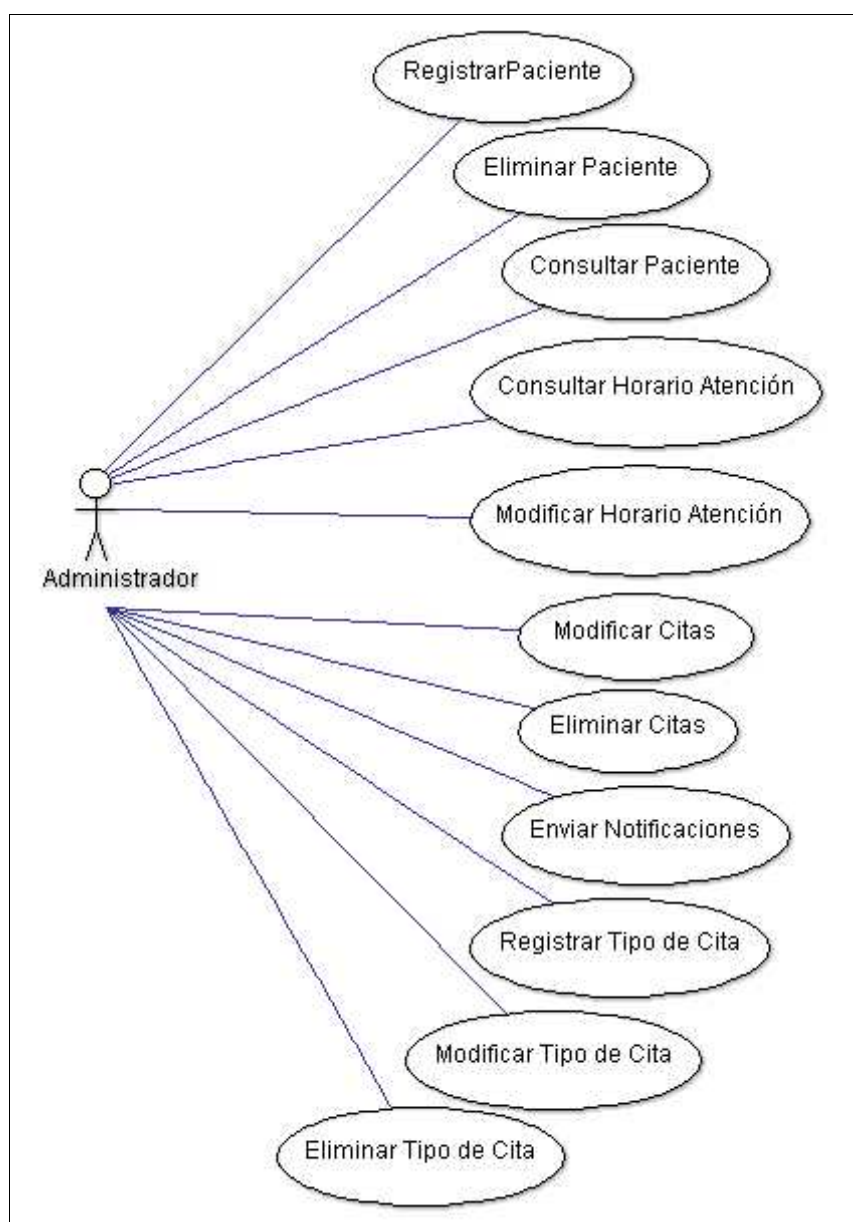 RegistrarPaciente
Eliminar Paciente
Consultar Paciente
Consultar Horario Atención
Modificar Horario Atención
Administrador
Modificar Citas
Eliminar Citas
Enviar Notificaciones
Registrar Tipo de Cita
Modificar Tipo de Cita
Eliminar Tipo de Cita